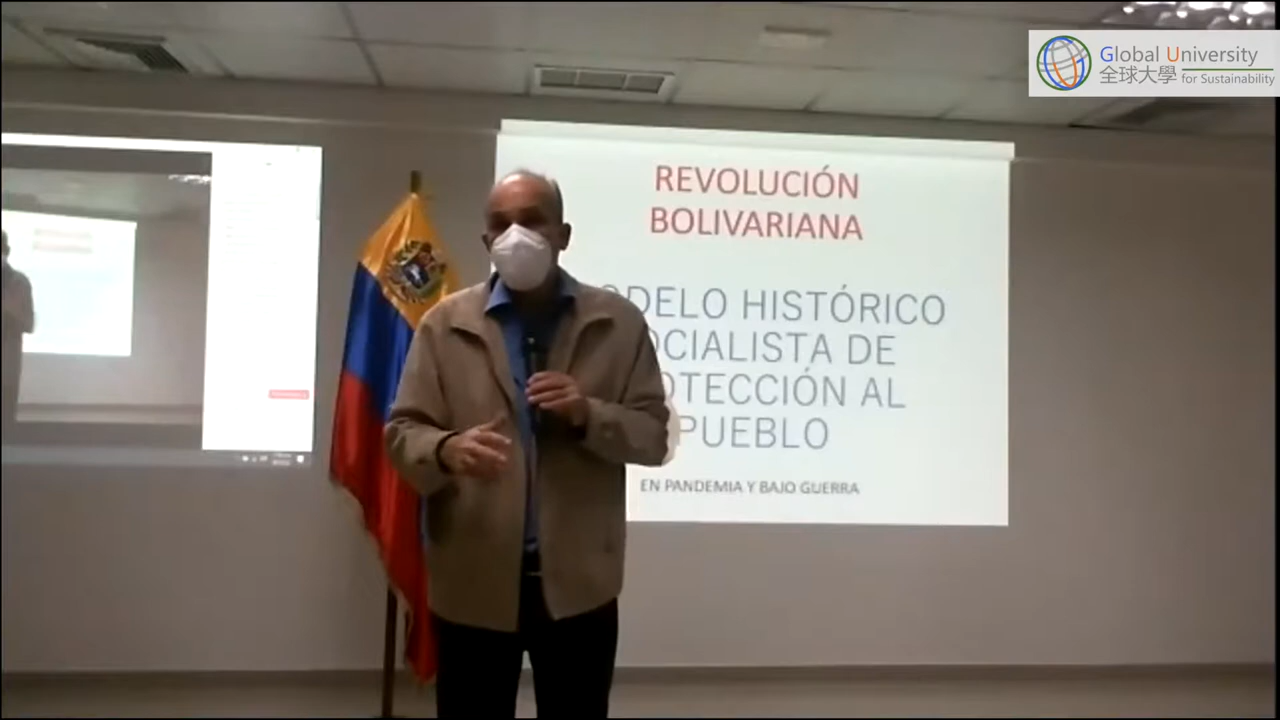 Global University
全球大學 for Sustainability
REVOLUCIÓN
BOLIVARIANA
ODELO HISTÓRICO
OCIALISTA DE
OTECCIÓN AL
PUEBLO
EN PANDEMIA Y BAJO GUERRA